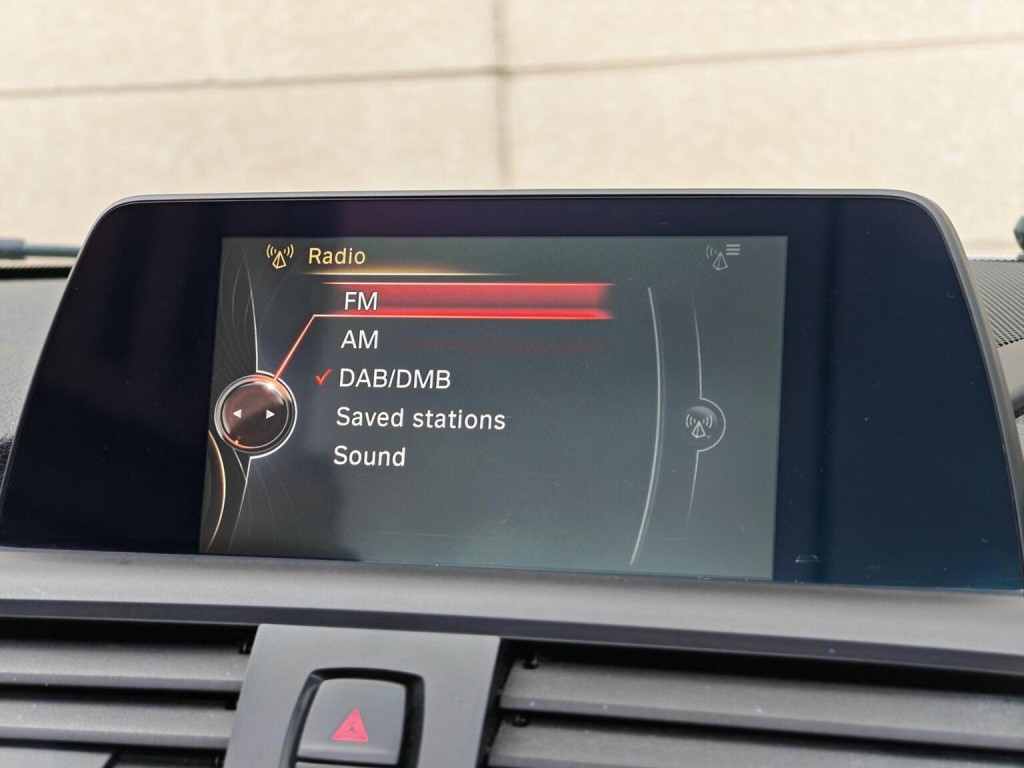 Radio
FM
AM
DAB/DMB
Saved stations
Sound